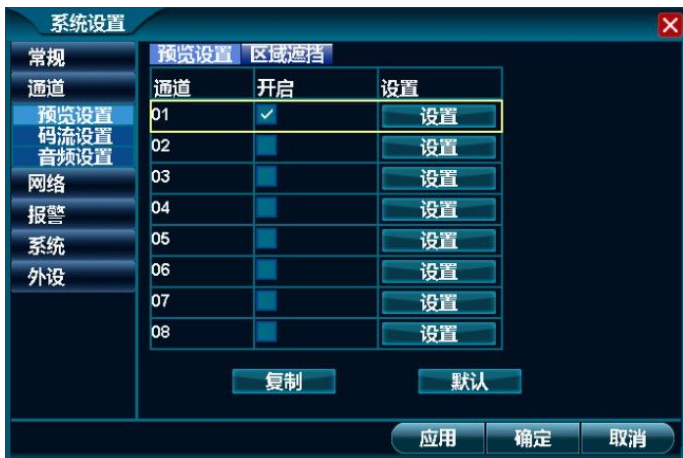 系统设置
常规
通道
预览设置
码流设置
音频设置
网络
报警
系统
外设
预览设置 区域遮挡
通道 开启 设置
01 设置
02 设置
03 设置
04 设置
05 设置
06 设置
07 设置
08 设置
复制 默认
应用 确定 取消